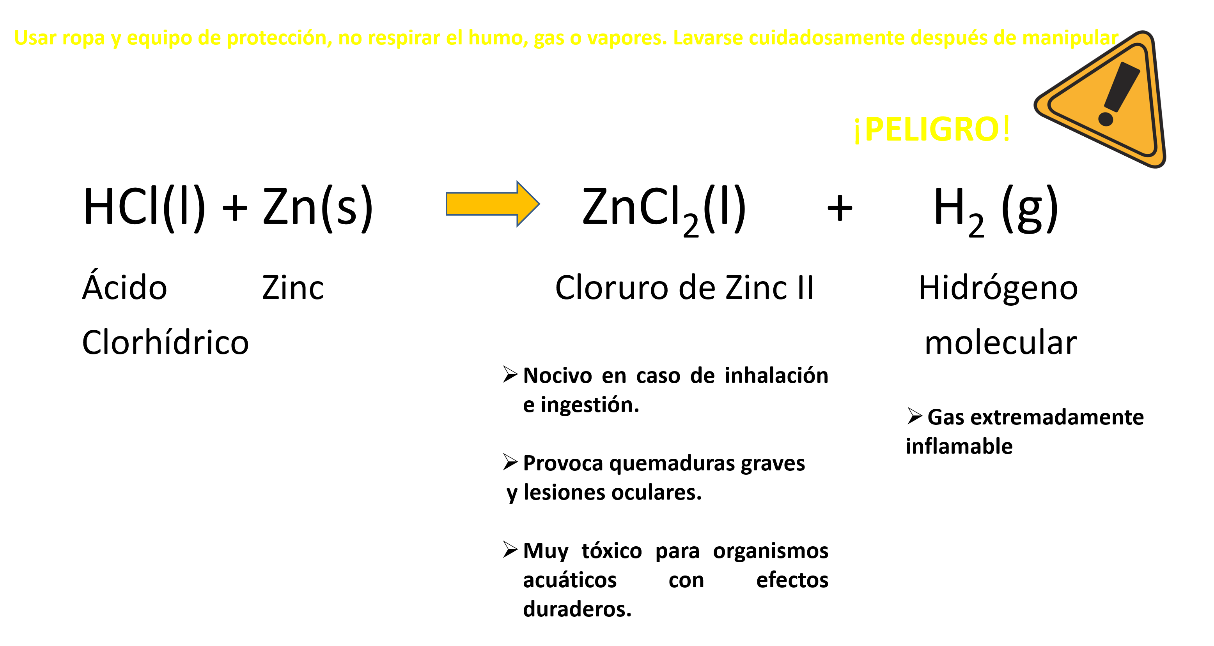 Usar ropa y equipo de protección, no respirar el humo, gas o vapores. Lavarse cuidadosamente después de manipular
¡PELIGRO!
HCl(l) + Zn(s) ZnCl₂(l) + H₂ (g)
Ácido Zinc Cloruro de Zinc II Hidrógeno
Clorhídrico molecular
Nocivo en caso de inhalación
e ingestión.
Provoca quemaduras graves
y lesiones oculares.
Muy tóxico para organismos
acuáticos con efectos
duraderos.
Gas extremadamente
inflamable